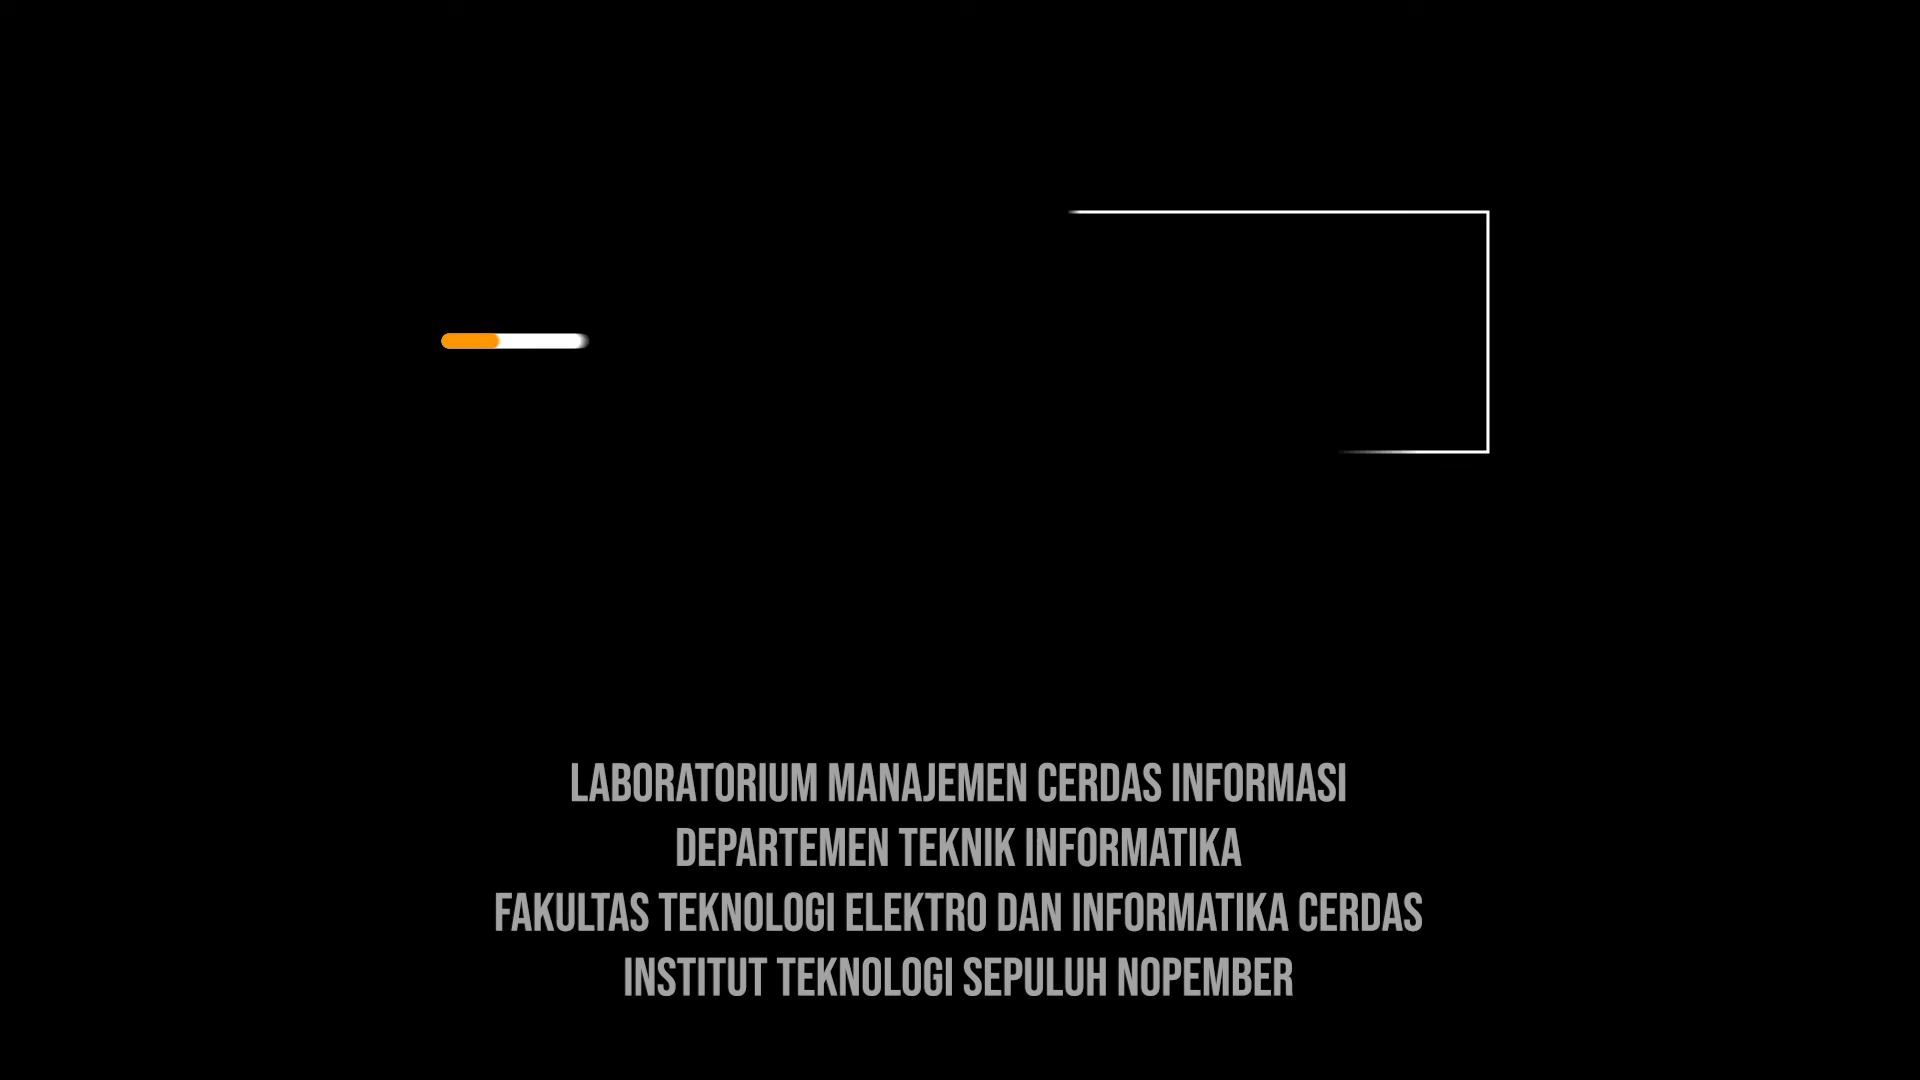 LABORATORIUM MANAJEMEN CERDAS INFORMASI
DEPARTEMEN TEKNIK INFORMATIKA
FAKULTAS TEKNOLOGI ELEKTRO DAN INFORMATIKA CERDAS
INSTITUT TEKNOLOGI SEPULUH NOPEMBER